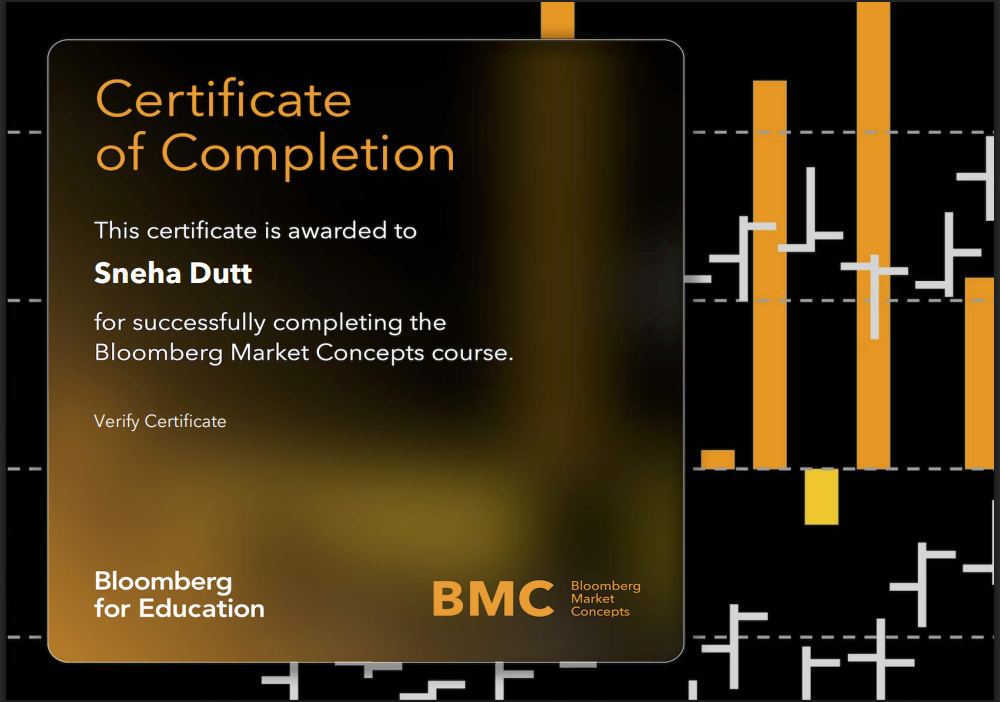 Certificate
of Completion
This certificate is awarded to
Sneha Dutt
for successfully completing the
Bloomberg Market Concepts course.
Verify Certificate
Bloomberg
for Education
BMC
Bloomberg
Market
Concepts